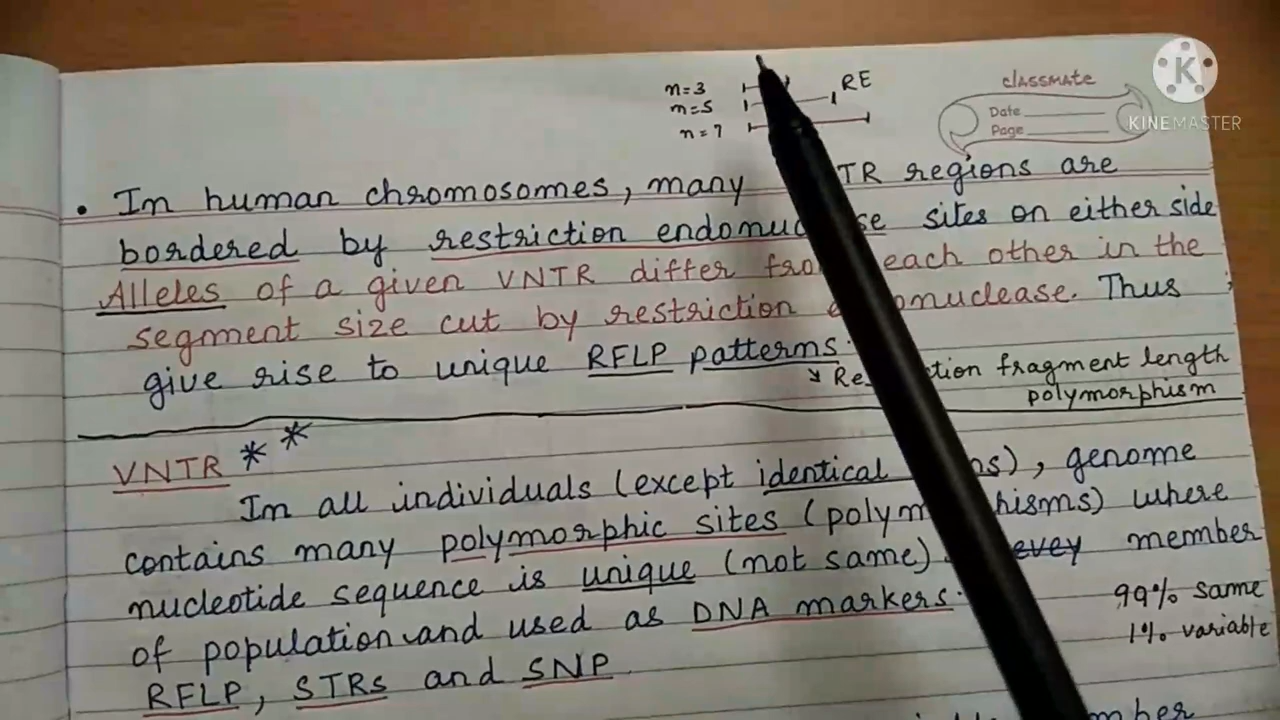 n=3
n=5 RE
n=7
classmate
Date
Page
KINEMASTER
• In human chromosomes, many TR regions are
bordered by restriction endonuc se sites on either side
Alleles of a given VNTR differ fro each other in the
segment size cut by restriction onuclease. Thus
give rise to unique RFLP patterns.
Re tion fragment length
polymorphism
VNTR **
In all individuals (except identical ns), genome
contains many polymorphic sites (polym hisms) where
nucleotide sequence is unique (not same). evey member
of population and used as DNA markers.
99% same
1% variable
RFLP, STRs and SNP.
mber